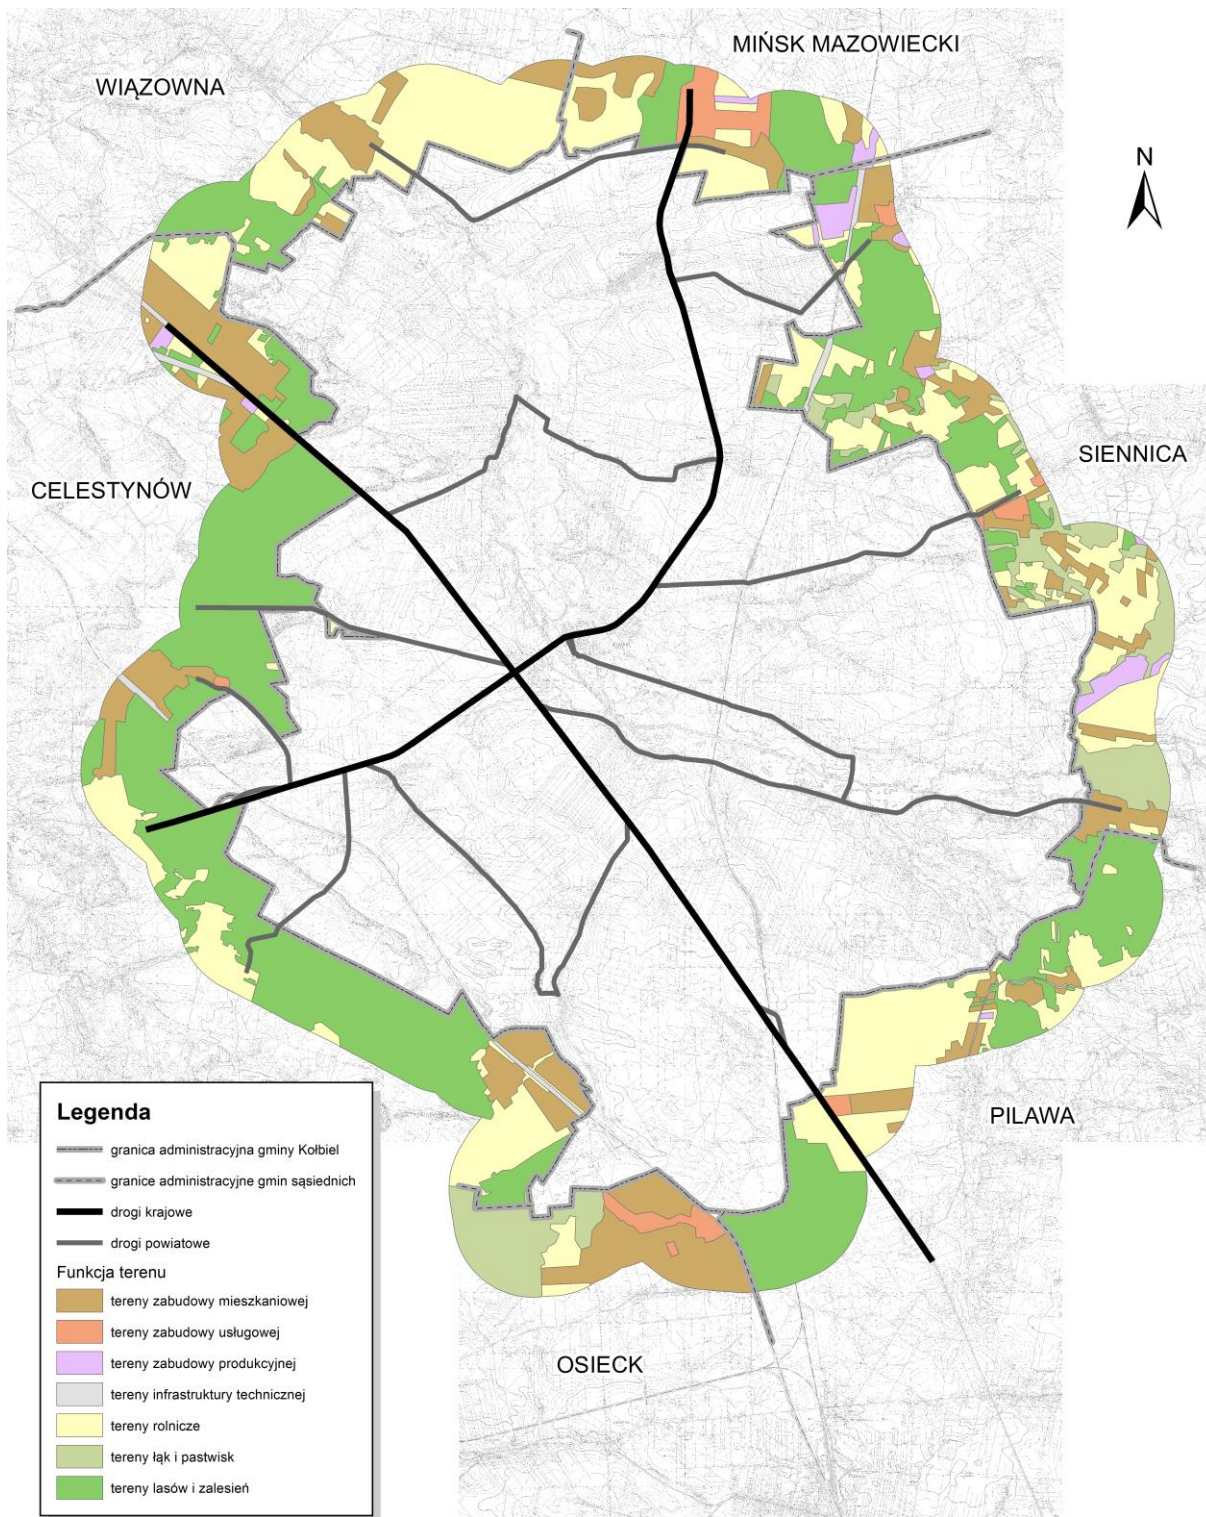 MIŃSK MAZOWIECKI
WIĄZOWNA
N
SIENNICA
CELESTYNÓW
PILAWA
OSIECK
Legenda
granica administracyjna gminy Kołbiel
granice administracyjne gmin sąsiednich
drogi krajowe
drogi powiatowe
Funkcja terenu
tereny zabudowy mieszkaniowej
tereny zabudowy usługowej
tereny zabudowy produkcyjnej
tereny infrastruktury technicznej
tereny rolnicze
tereny łąk i pastwisk
tereny lasów i zalesień